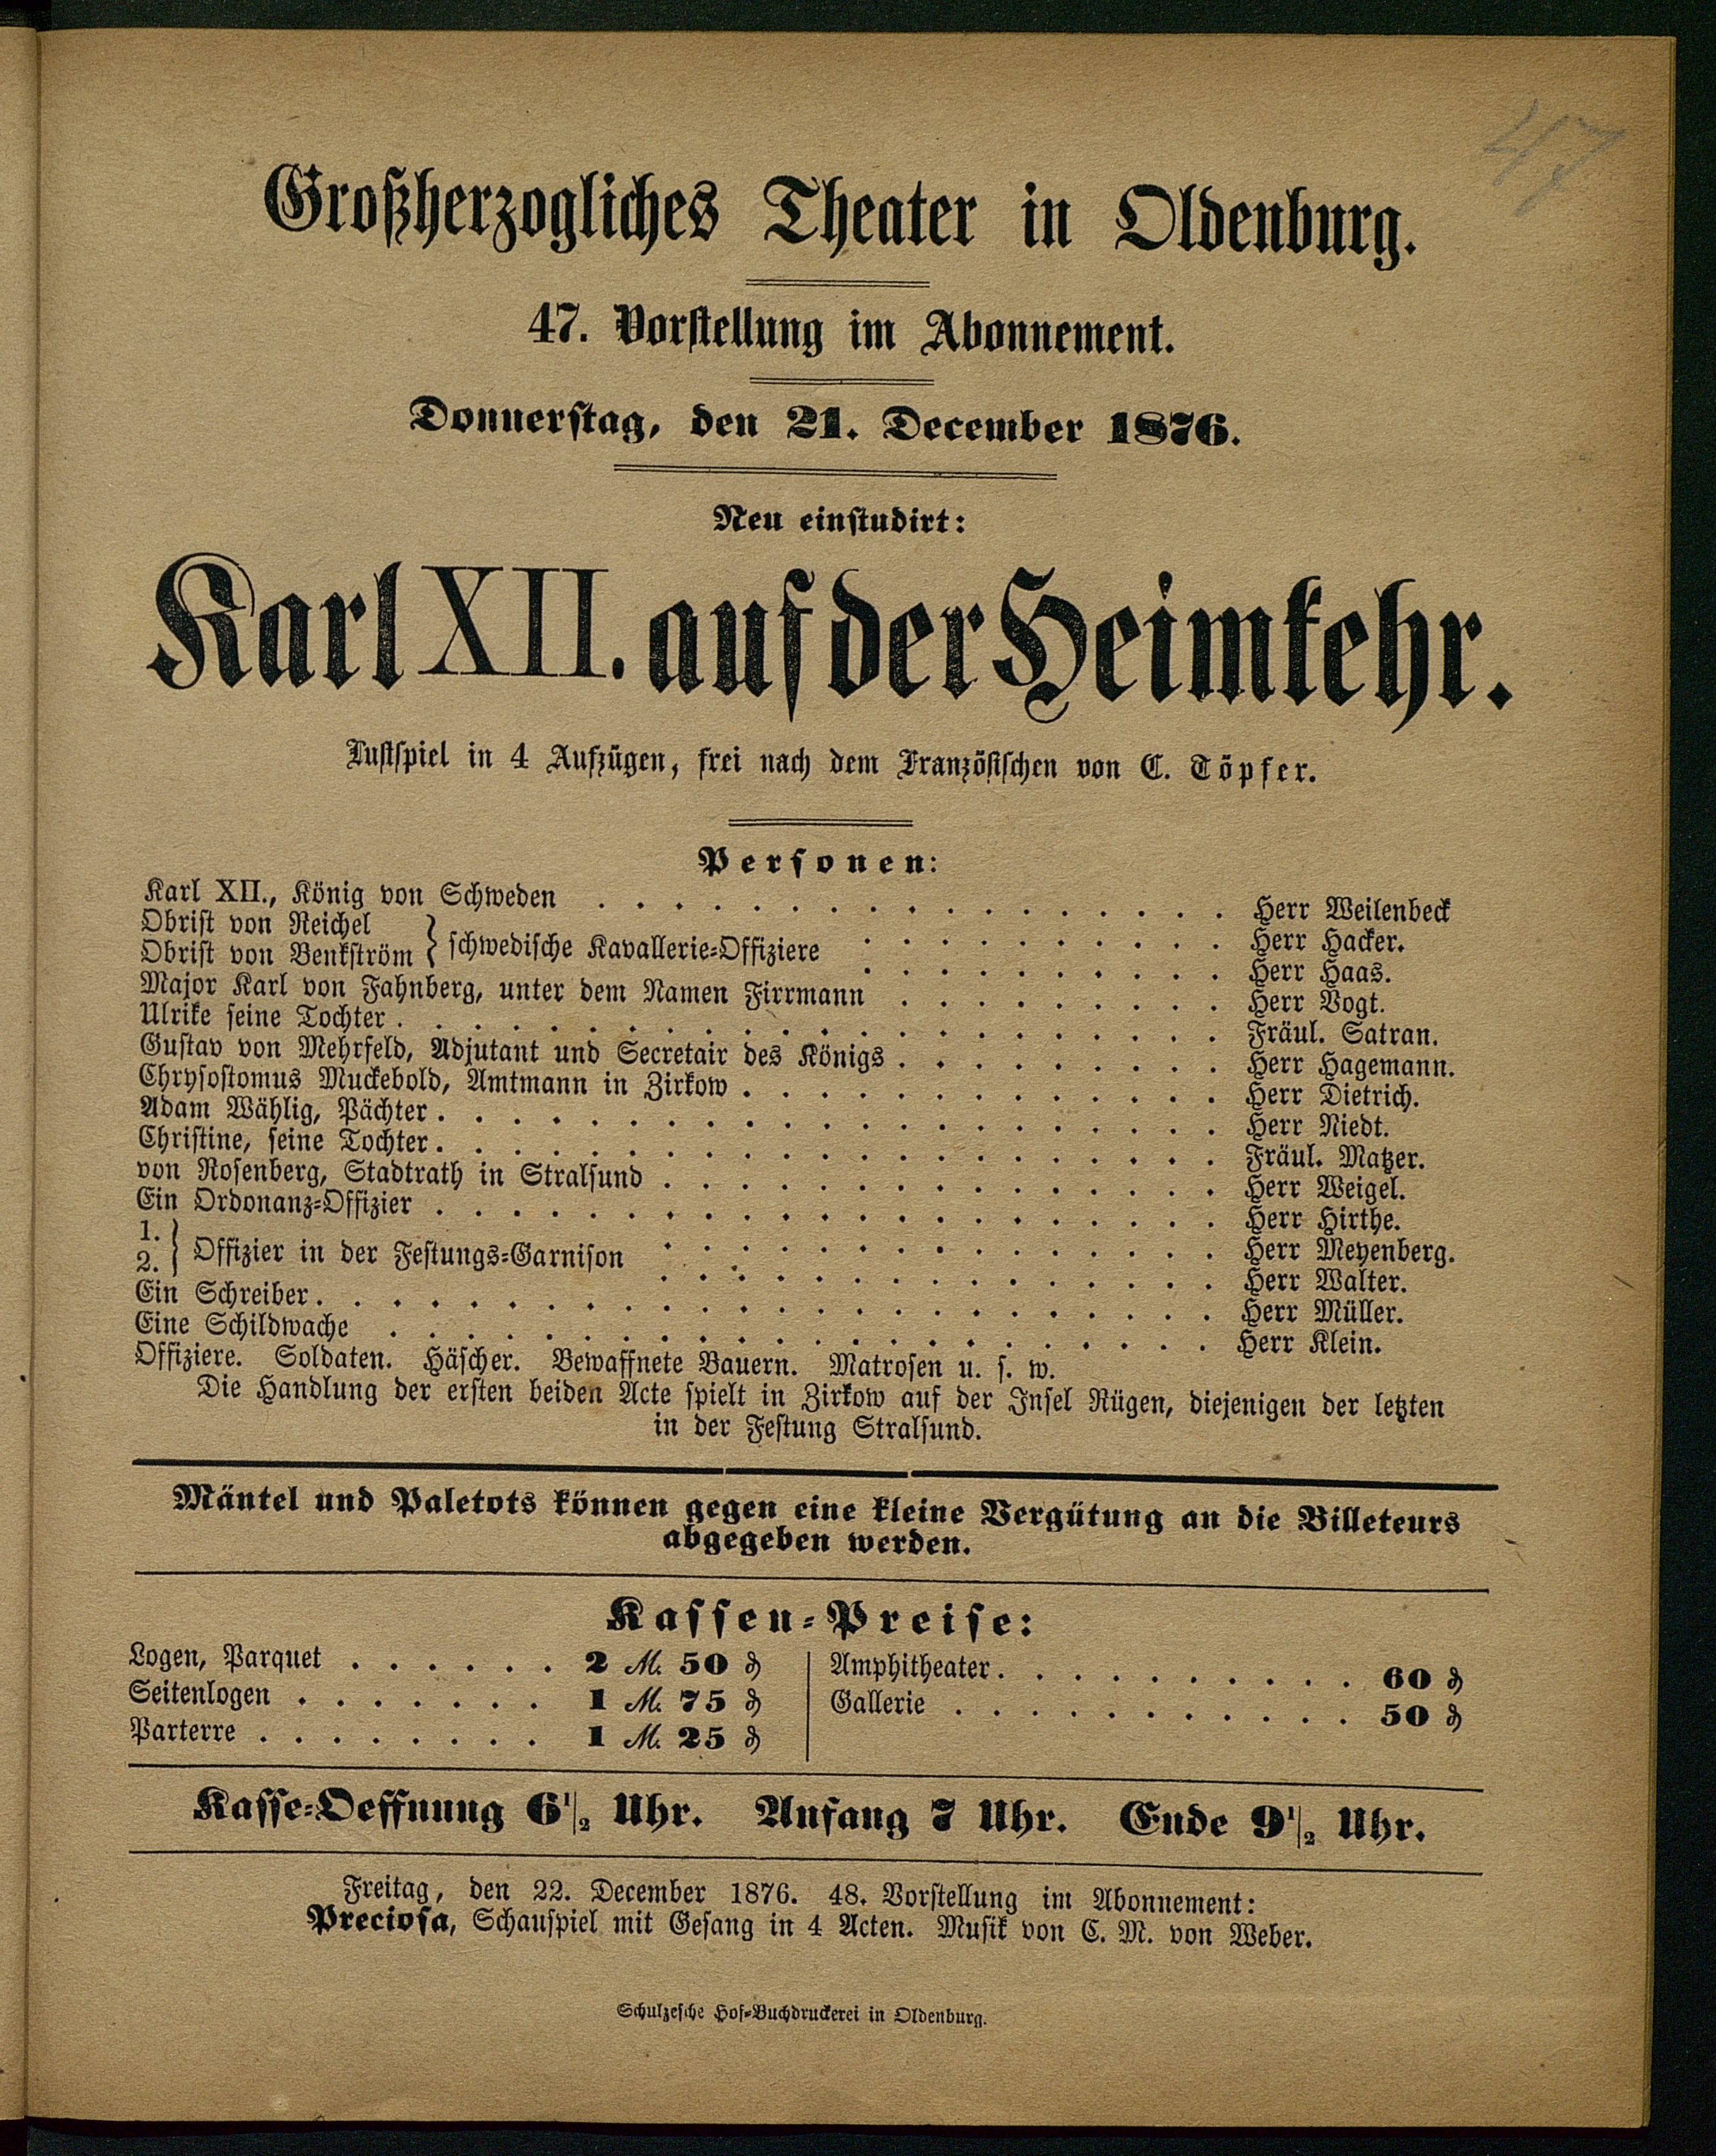 47
Großherzogliches Theater in Oldenburg.
47. Vorstellung im Abonnement.
Donnerstag, den 21. December 1876.
Neu einstudirt:
Karl XII. auf der Heimkehr.
Lustspiel in 4 Aufzügen, frei nach dem Französischen von C. Töpfer.
Personen:
Karl XII., König von Schweden . . . . . . . . . . . . . . . . . Herr Weilenbeck
Obrist von Reichel } schwedische Kavallerie-Offiziere . . . . . . . . . . Herr Hacker.
Obrist von Benkström } . . . . . . . . . . Herr Haas.
Major Karl von Fahnberg, unter dem Namen Firrmann . . . . . . . . . Herr Vogt.
Ulrike seine Tochter . . . . . . . . . . . . . . . . . . . . . . Fräul. Satran.
Gustav von Mehrfeld, Adjutant und Secretair des Königs . . . . . . . . . Herr Hagemann.
Chrysostomus Muckebold, Amtmann in Zirkow . . . . . . . . . . . . . Herr Dietrich.
Adam Wählig, Pächter . . . . . . . . . . . . . . . . . . . . . Herr Niedt.
Christine, seine Tochter . . . . . . . . . . . . . . . . . . . . . Fräul. Matzer.
von Rosenberg, Stadtrath in Stralsund . . . . . . . . . . . . . . . Herr Weigel.
Ein Ordonanz-Offizier . . . . . . . . . . . . . . . . . . . . . Herr Hirthe.
1. } Offizier in der Festungs-Garnison . . . . . . . . . . . . . . . Herr Meyenberg.
2. } . . . . . . . . . . . . . . . Herr Walter.
Ein Schreiber . . . . . . . . . . . . . . . . . . . . . . . . Herr Müller.
Eine Schildwache . . . . . . . . . . . . . . . . . . . . . . Herr Klein.
Offiziere. Soldaten. Häscher. Bewaffnete Bauern. Matrosen u. s. w.
Die Handlung der ersten beiden Acte spielt in Zirkow auf der Insel Rügen, diejenigen der letzten
in der Festung Stralsund.
Mäntel und Paletots können gegen eine kleine Vergütung an die Billeteurs
abgegeben werden.
Kassen-Preise:
Logen, Parquet . . . . . . 2 M. 50 ₰
Seitenlogen . . . . . . . 1 M. 75 ₰
Parterre . . . . . . . . 1 M. 25 ₰
Amphitheater . . . . . . . . . . 60 ₰
Gallerie . . . . . . . . . . . 50 ₰
Kasse-Oeffnung 6 1/2 Uhr. Anfang 7 Uhr. Ende 9 1/2 Uhr.
Freitag, den 22. December 1876. 48. Vorstellung im Abonnement:
Preciosa, Schauspiel mit Gesang in 4 Acten. Musik von C. M. von Weber.
Schulzesche Hof-Buchdruckerei in Oldenburg.